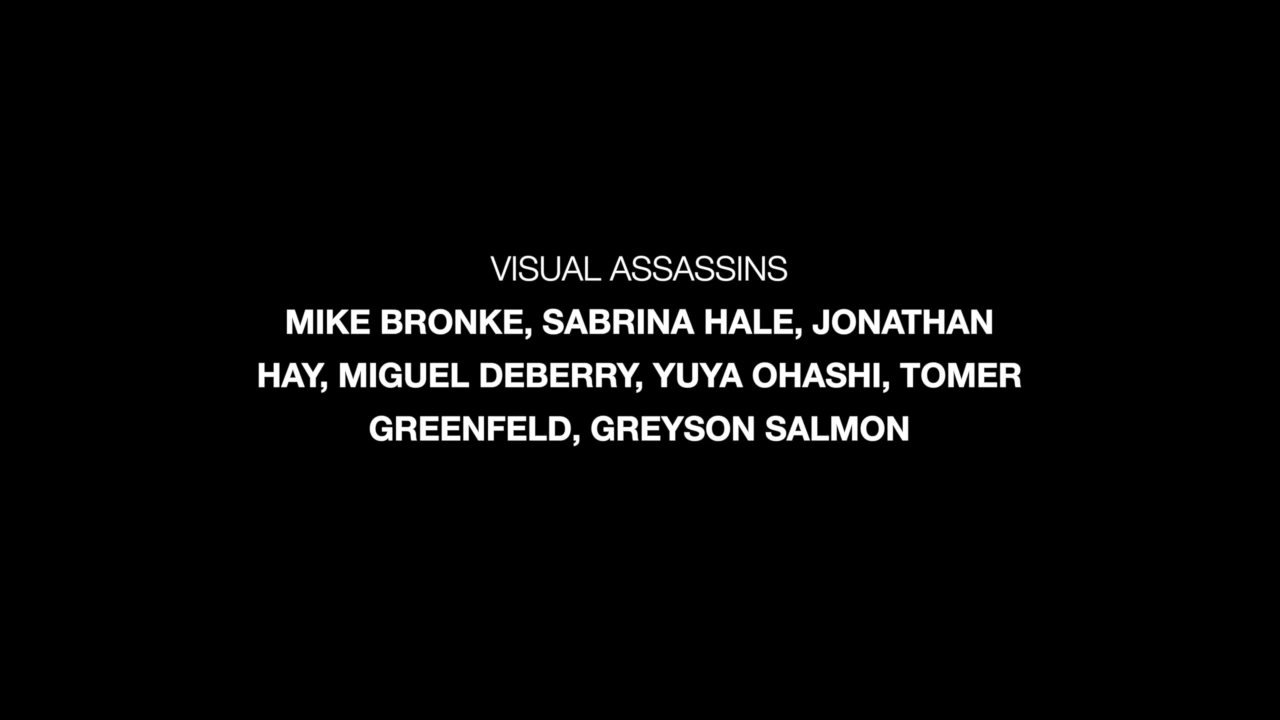 VISUAL ASSASSINS
MIKE BRONKE, SABRINA HALE, JONATHAN
HAY, MIGUEL DEBERRY, YUYA OHASHI, TOMER
GREENFELD, GREYSON SALMON